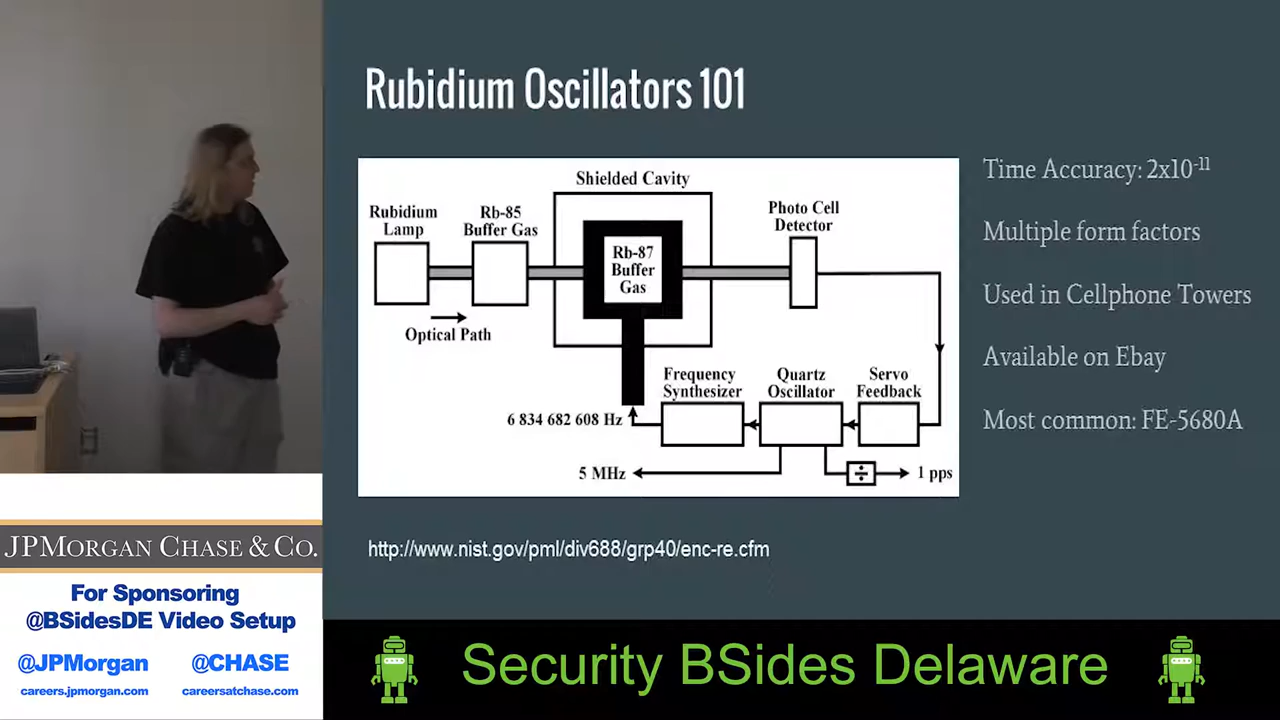 Rubidium Oscillators 101
Shielded Cavity
Rubidium
Lamp
Rb-85
Buffer Gas
Rb-87
Buffer
Gas
Photo Cell
Detector
Optical Path
Frequency
Synthesizer
Quartz
Oscillator
Servo
Feedback
6 834 682 608 Hz
5 MHz
÷
1 pps
Time Accuracy: 2x10⁻¹¹
Multiple form factors
Used in Cellphone Towers
Available on Ebay
Most common: FE-5680A
http://www.nist.gov/pml/div688/grp40/enc-re.cfm
JPMORGAN CHASE & CO.
For Sponsoring
@BSidesDE Video Setup
@JPMorgan
@CHASE
careers.jpmorgan.com
careersatchase.com
Security BSides Delaware